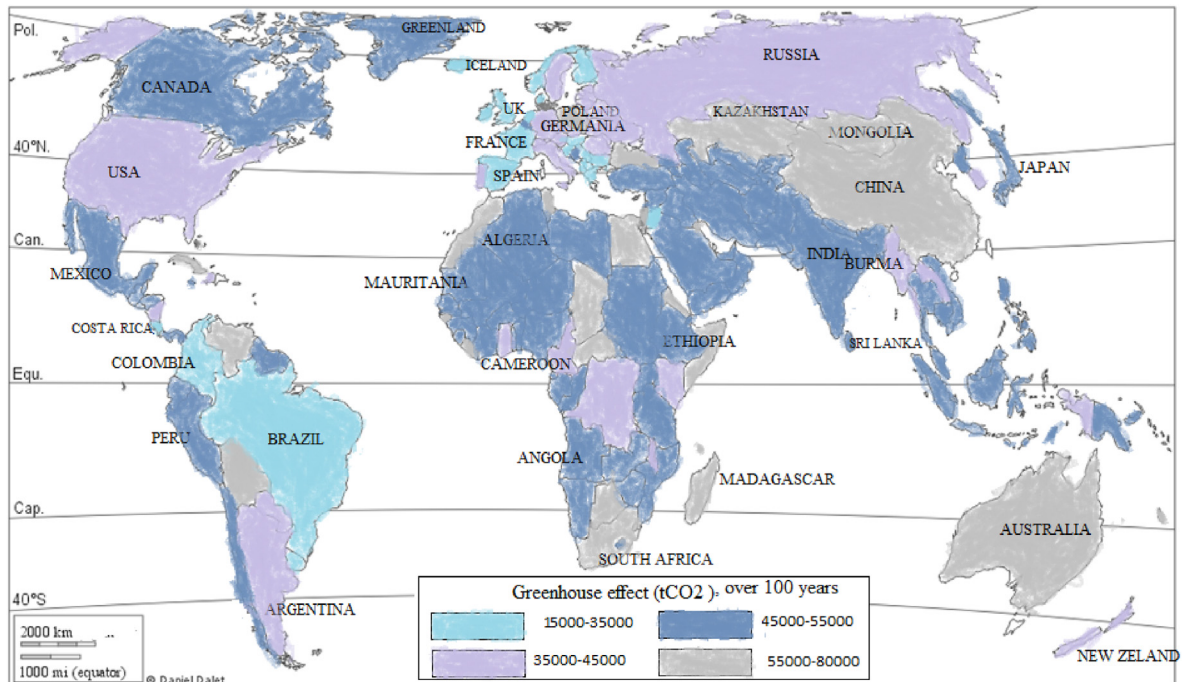 Pol.
GREENLAND
ICELAND
RUSSIA
CANADA
UK
POLAND
KAZAKHSTAN
GERMANIA
MONGOLIA
FRANCE
40°N.
USA
SPAIN
JAPAN
CHINA
Can.
ALGERIA
INDIA
BURMA
MEXICO
MAURITANIA
COSTA RICA
ETHIOPIA
SRI LANKA
COLOMBIA
CAMEROON
Equ.
PERU
BRAZIL
ANGOLA
MADAGASCAR
Cap.
AUSTRALIA
SOUTH AFRICA
40°S
ARGENTINA
NEW ZELAND
Greenhouse effect (tCO2), over 100 years
15000-35000
45000-55000
35000-45000
55000-80000
2000 km
1000 mi (equator)
© Daniel Dalet